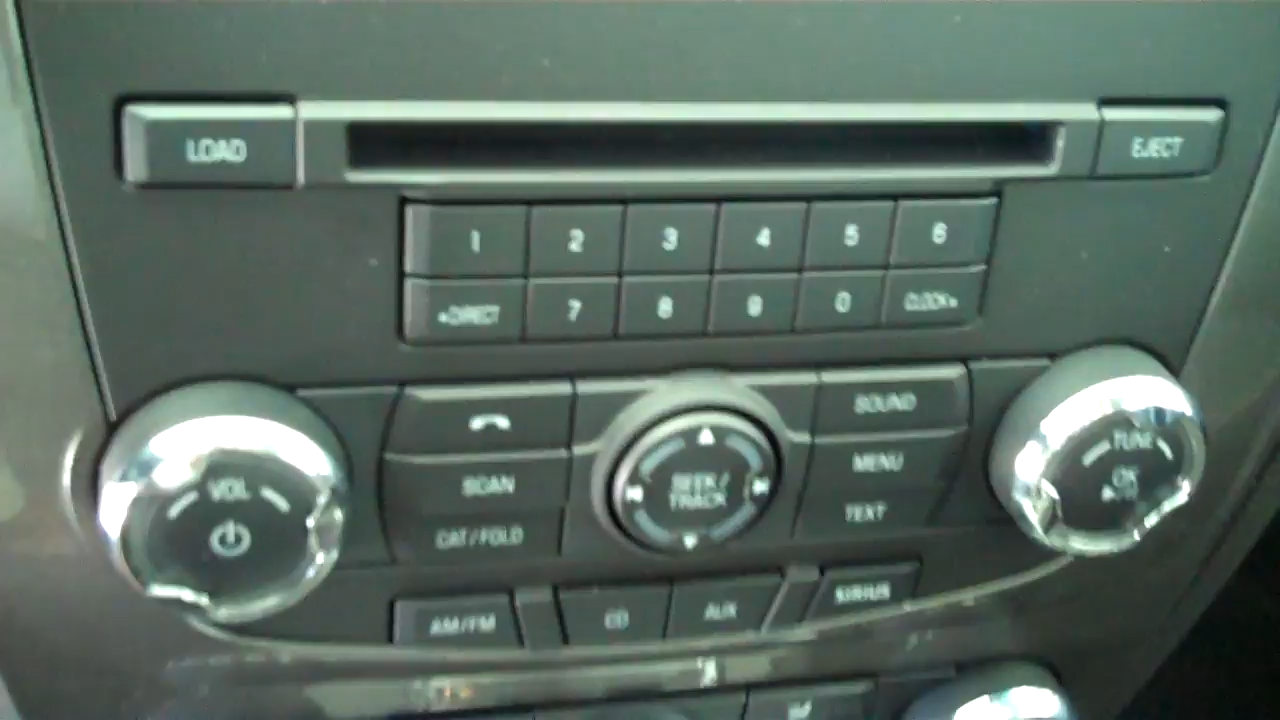 LOAD
EJECT
1 2 3 4 5 6
DIRECT 7 8 9 0 CLOCK
SOUND
SCAN
MENU
CAT/FOLD
TEXT
SEEK/
TRACK
VOL
TUNE
OK
AM/FM
CD
AUX
SIRIUS